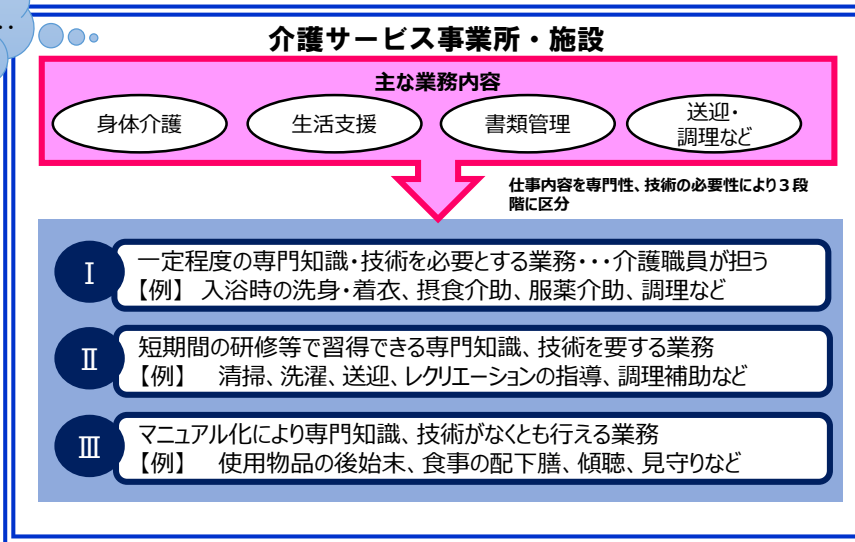 介護サービス事業所・施設
主な業務内容
身体介護
生活支援
書類管理
送迎・
調理など
仕事内容を専門性、技術の必要性により3段
階に区分
Ⅰ
一定程度の専門知識・技術を必要とする業務・・・介護職員が担う
【例】 入浴時の洗身・着衣、摂食介助、服薬介助、調理など
Ⅱ
短期間の研修等で習得できる専門知識、技術を要する業務
【例】　清掃、洗濯、送迎、レクリエーションの指導、調理補助など
Ⅲ
マニュアル化により専門知識、技術がなくとも行える業務
【例】　使用物品の後始末、食事の配下膳、傾聴、見守りなど